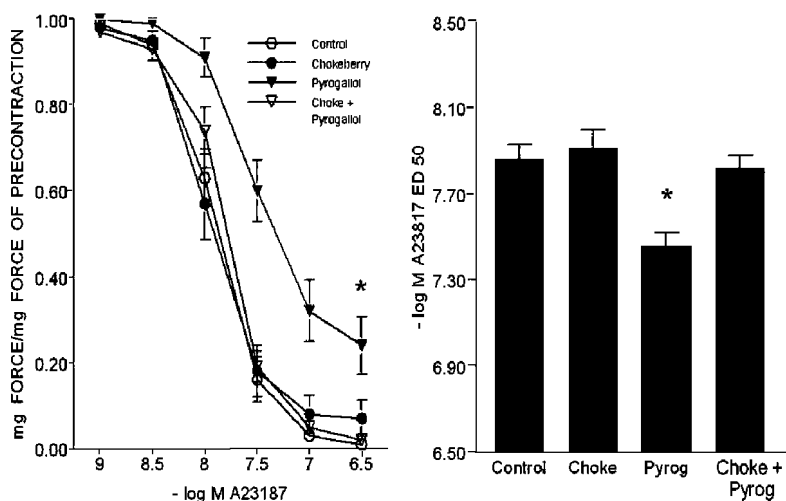 mg FORCE/mg FORCE OF PRECONTRACTION
1.00
0.80
0.60
0.40
0.20
0.00
9 8.5 8 7.5 7 6.5
- log M A23187
Control
Chokeberry
Pyrogallol
Choke +
Pyrogallol
*
- log M A23817 ED 50
8.50
8.10
7.70
7.30
6.90
6.50
*
Control Choke Pyrog Choke +
Pyrog